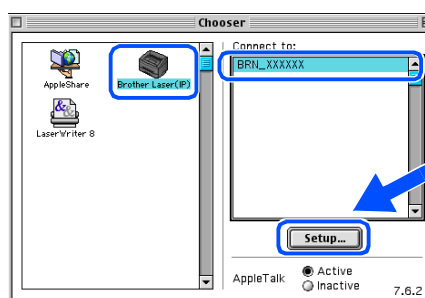 Chooser
Connect to:
BRN_XXXXXX
AppleShare
Brother Laser(IP)
LaserWriter 8
Setup...
AppleTalk
Active
Inactive
7.6.2